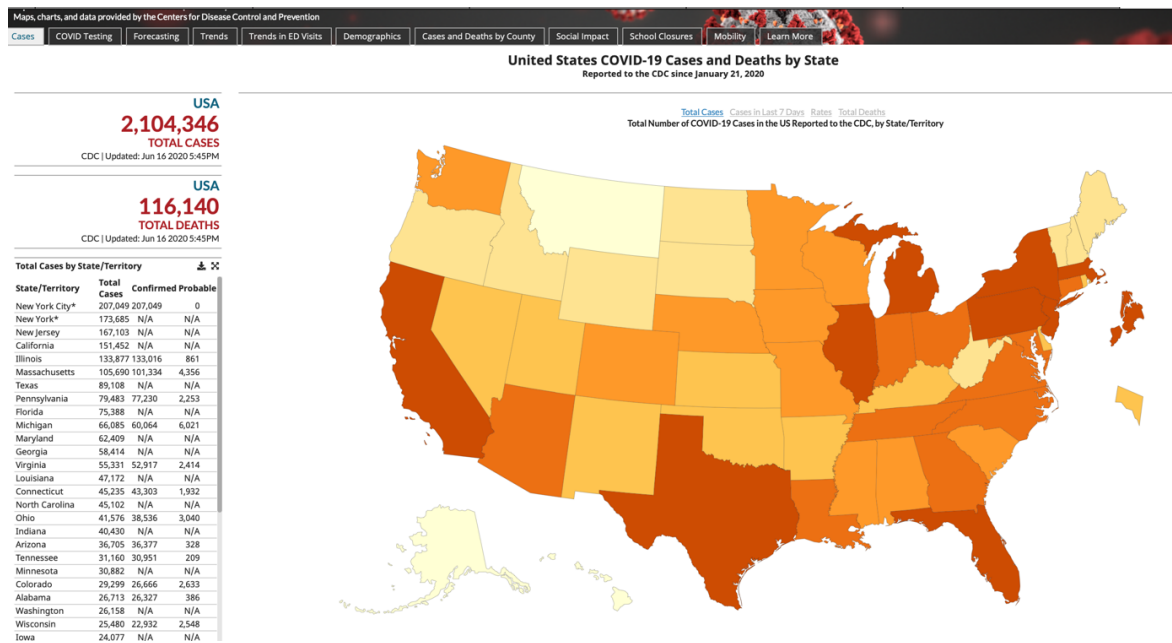 Maps, charts, and data provided by the Centers for Disease Control and Prevention
Cases COVID Testing Forecasting Trends Trends in ED Visits Demographics Cases and Deaths by County Social Impact School Closures Mobility Learn More
United States COVID-19 Cases and Deaths by State
Reported to the CDC since January 21, 2020
USA
2,104,346
TOTAL CASES
CDC | Updated: Jun 16 2020 5:45PM
USA
116,140
TOTAL DEATHS
CDC | Updated: Jun 16 2020 5:45PM
Total Cases Cases in Last 7 Days Rates Total Deaths
Total Number of COVID-19 Cases in the US Reported to the CDC, by State/Territory
Total Cases by State/Territory
State/Territory Total Cases Confirmed Probable
New York City* 207,049 207,049 0
New York* 173,685 N/A N/A
New Jersey 167,103 N/A N/A
California 151,452 N/A N/A
Illinois 133,877 133,016 861
Massachusetts 105,690 101,334 4,356
Texas 89,108 N/A N/A
Pennsylvania 79,483 77,230 2,253
Florida 75,388 N/A N/A
Michigan 66,085 60,064 6,021
Maryland 62,409 N/A N/A
Georgia 58,414 N/A N/A
Virginia 55,331 52,917 2,414
Louisiana 47,172 N/A N/A
Connecticut 45,235 43,303 1,932
North Carolina 45,102 N/A N/A
Ohio 41,576 38,536 3,040
Indiana 40,430 N/A N/A
Arizona 36,705 36,377 328
Tennessee 31,160 30,951 209
Minnesota 30,882 N/A N/A
Colorado 29,299 26,666 2,633
Alabama 26,713 26,327 386
Washington 26,158 N/A N/A
Wisconsin 25,480 22,932 2,548
Iowa 24,077 N/A N/A